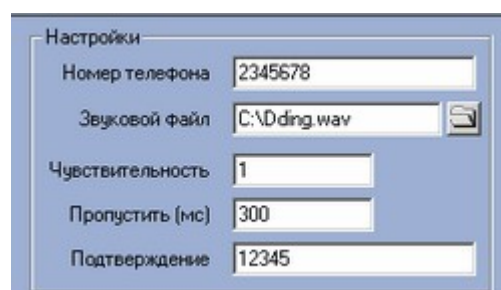 Настройки
Номер телефона 2345678
Звуковой файл C:\Dding.wav
Чувствительность 1
Пропустить (мс) 300
Подтверждение 12345